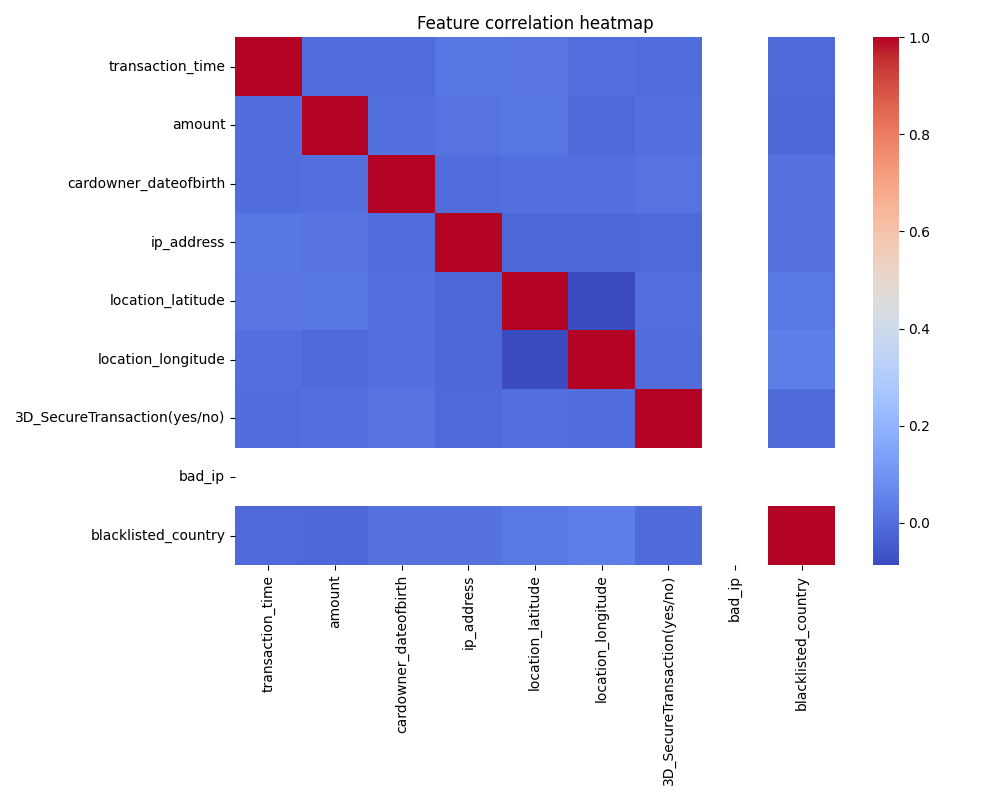 Feature correlation heatmap
transaction_time
amount
cardowner_dateofbirth
ip_address
location_latitude
location_longitude
3D_SecureTransaction(yes/no)
bad_ip
blacklisted_country
transaction_time
amount
cardowner_dateofbirth
ip_address
location_latitude
location_longitude
3D_SecureTransaction(yes/no)
bad_ip
blacklisted_country
1.0
0.8
0.6
0.4
0.2
0.0